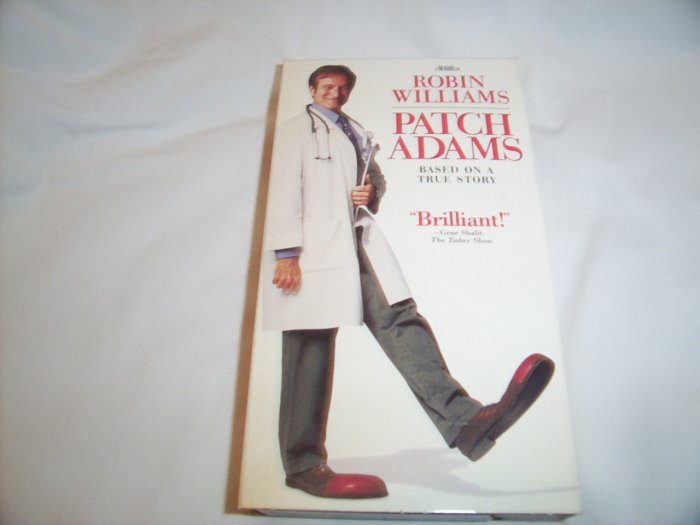 ROBIN
WILLIAMS
PATCH
ADAMS
BASED ON A
TRUE STORY
"Brilliant!"
–Gene Shalit,
The Today Show